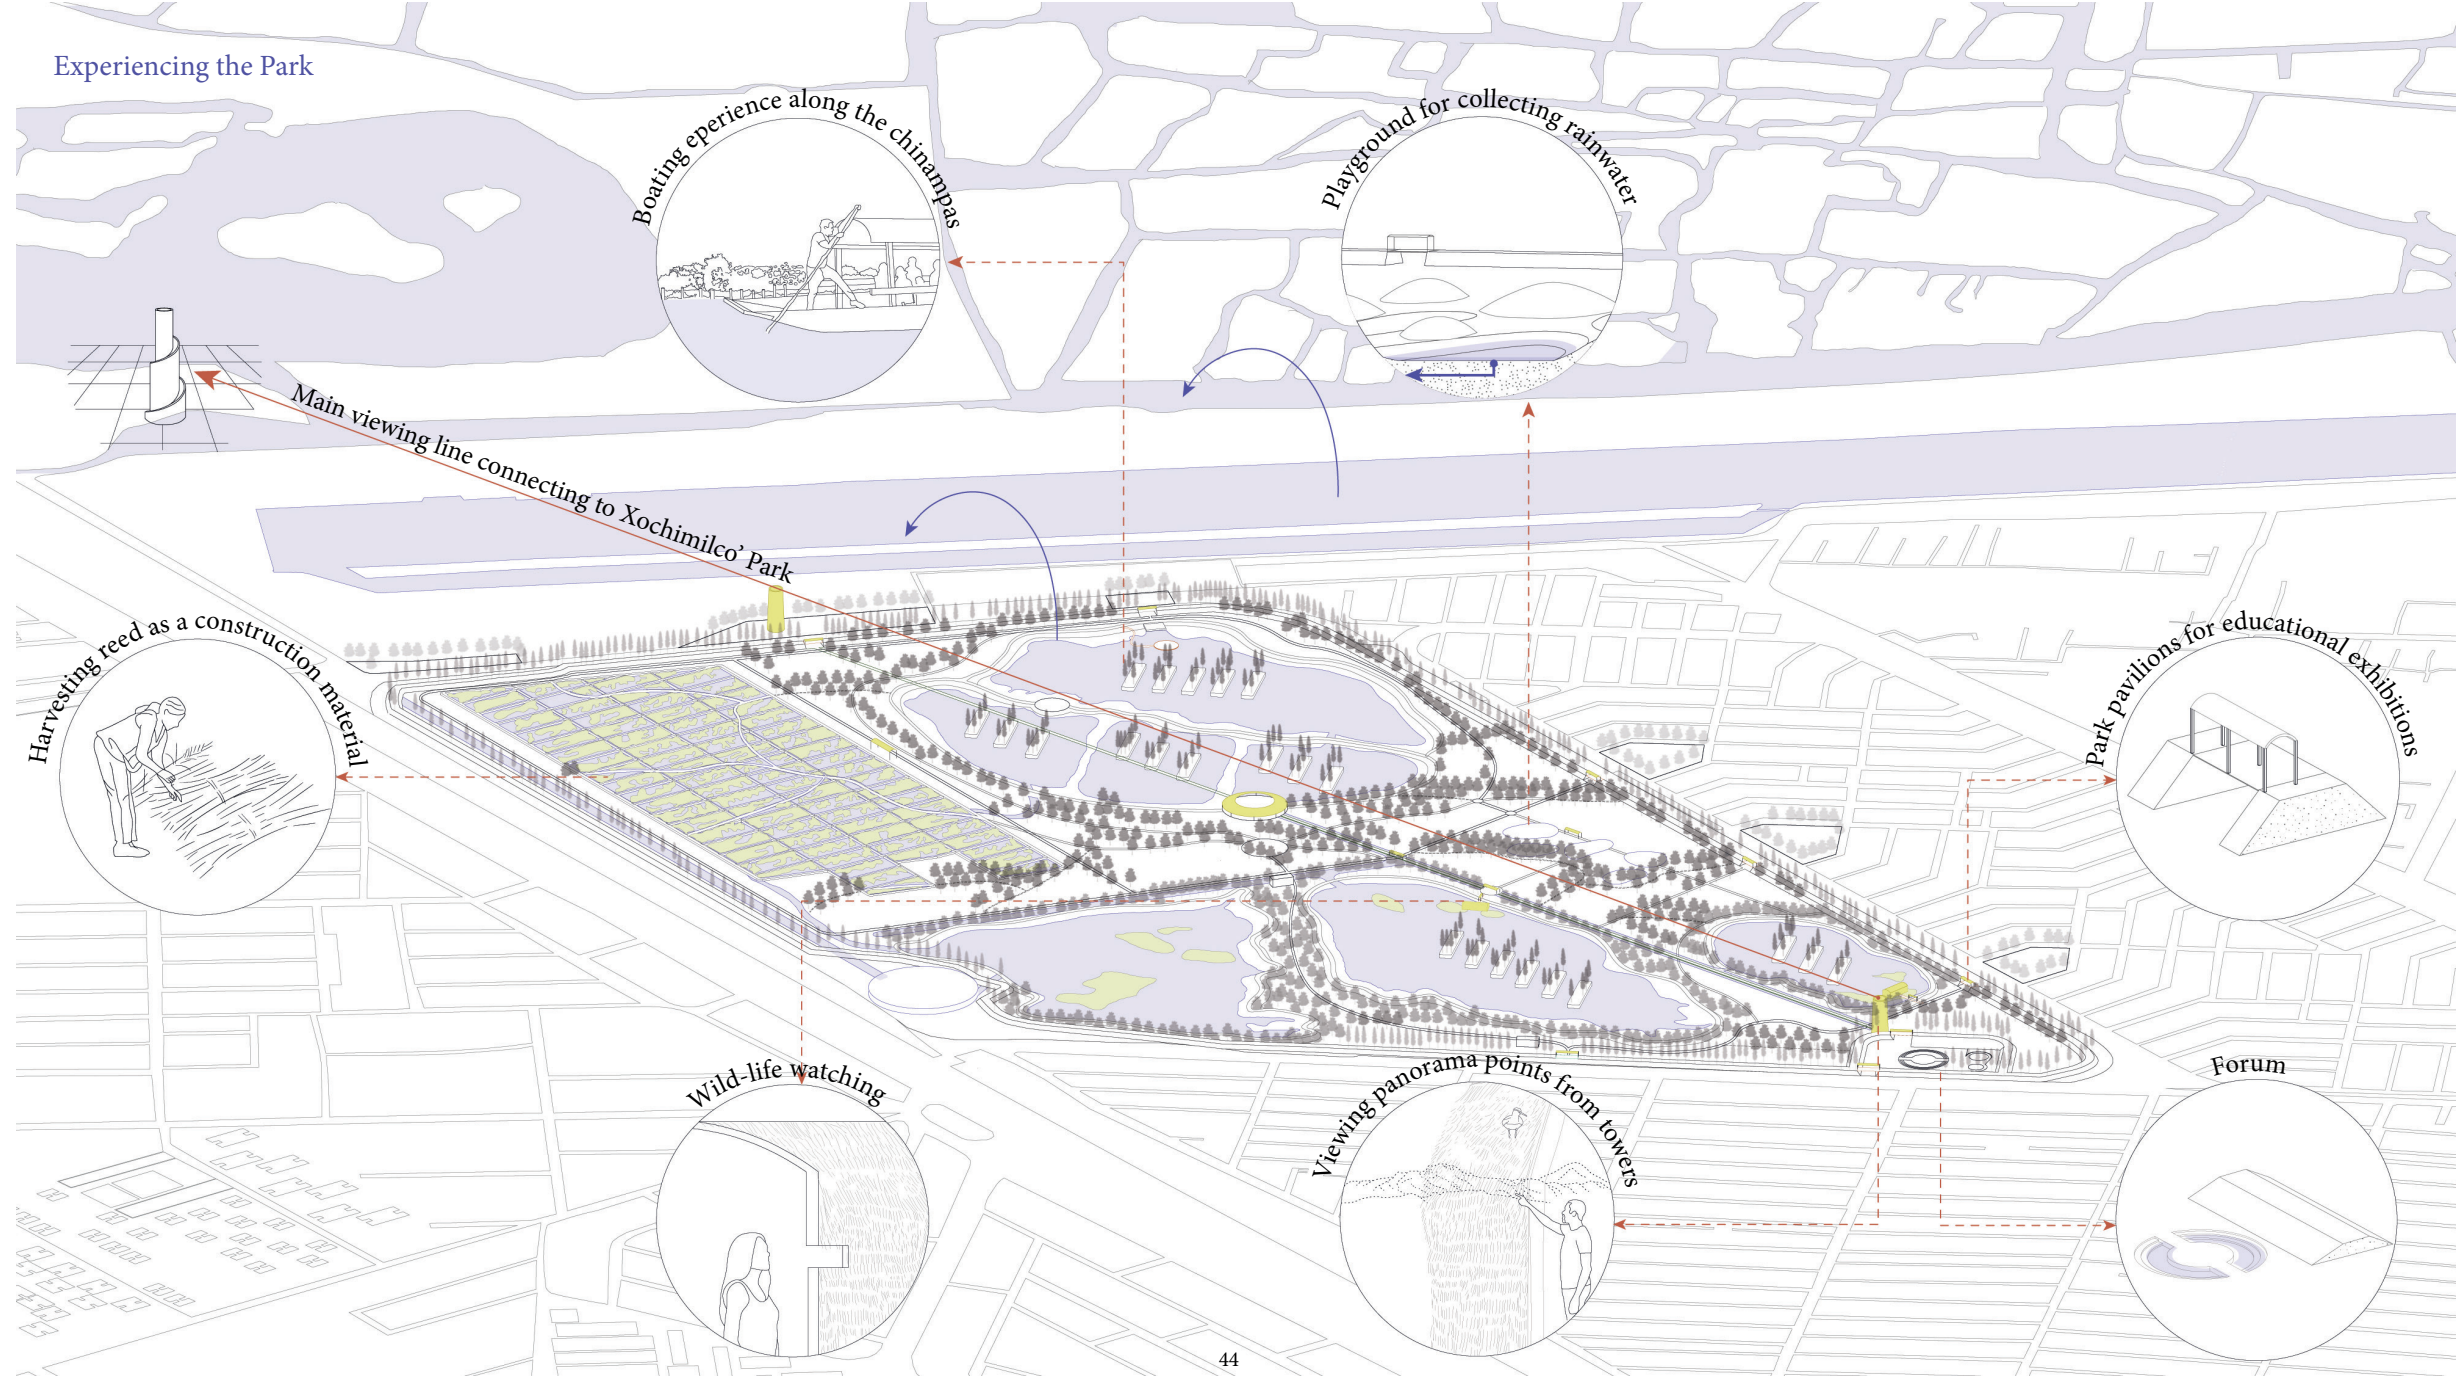 Experiencing the Park
Boating eperience along the chinampas
Playground for collecting rainwater
Main viewing line connecting to Xochimilco’ Park
Harvesting reed as a construction material
Park pavilions for educational exhibitions
Wild-life watching
Viewing panorama points from towers
Forum
44